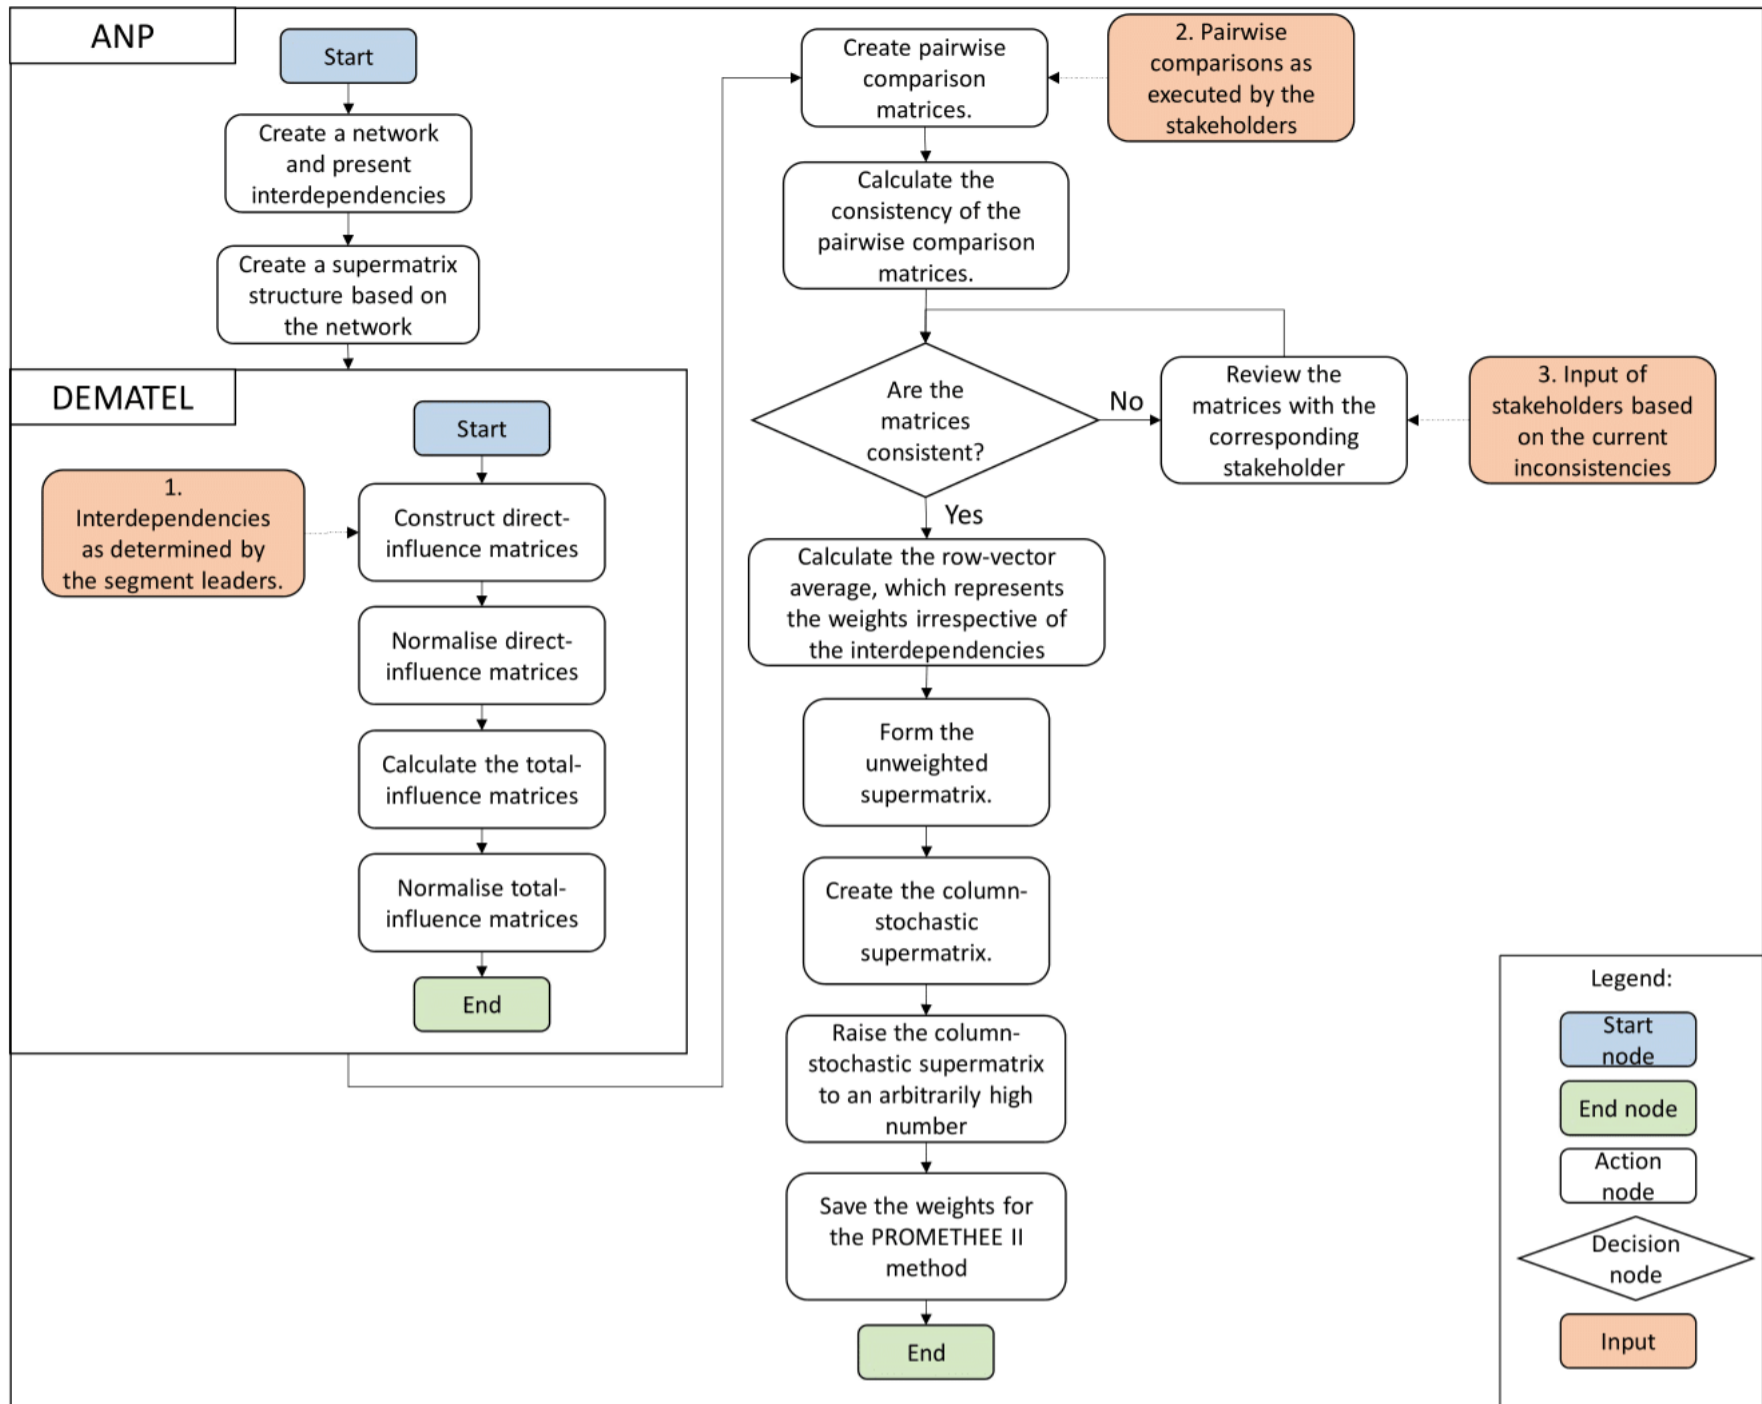 ANP
Start
Create a network
and present
interdependencies
Create a supermatrix
structure based on
the network
DEMATEL
Start
1.
Interdependencies
as determined by
the segment leaders.
Construct direct-
influence matrices
Normalise direct-
influence matrices
Calculate the total-
influence matrices
Normalise total-
influence matrices
End
Create pairwise
comparison
matrices.
2. Pairwise
comparisons as
executed by the
stakeholders
Calculate the
consistency of the
pairwise comparison
matrices.
Are the
matrices
consistent?
No
Review the
matrices with the
corresponding
stakeholder
3. Input of
stakeholders based
on the current
inconsistencies
Yes
Calculate the row-vector
average, which represents
the weights irrespective of
the interdependencies
Form the
unweighted
supermatrix.
Create the column-
stochastic
supermatrix.
Raise the column-
stochastic supermatrix
to an arbitrarily high
number
Save the weights for
the PROMETHEE II
method
End
Legend:
Start
node
End node
Action
node
Decision
node
Input